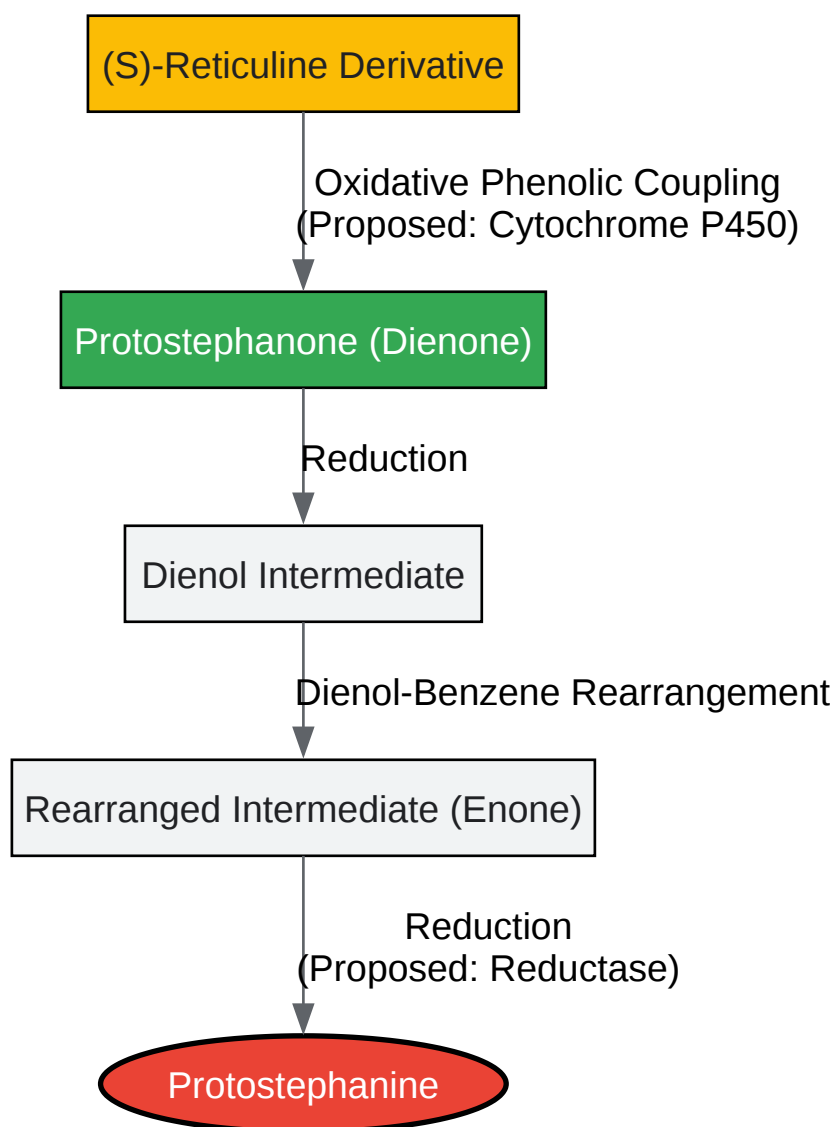 (S)-Reticuline Derivative
Oxidative Phenolic Coupling
(Proposed: Cytochrome P450)
Protostephanone (Dienone)
Reduction
Dienol Intermediate
Dienol-Benzene Rearrangement
Rearranged Intermediate (Enone)
Reduction
(Proposed: Reductase)
Protostephanine